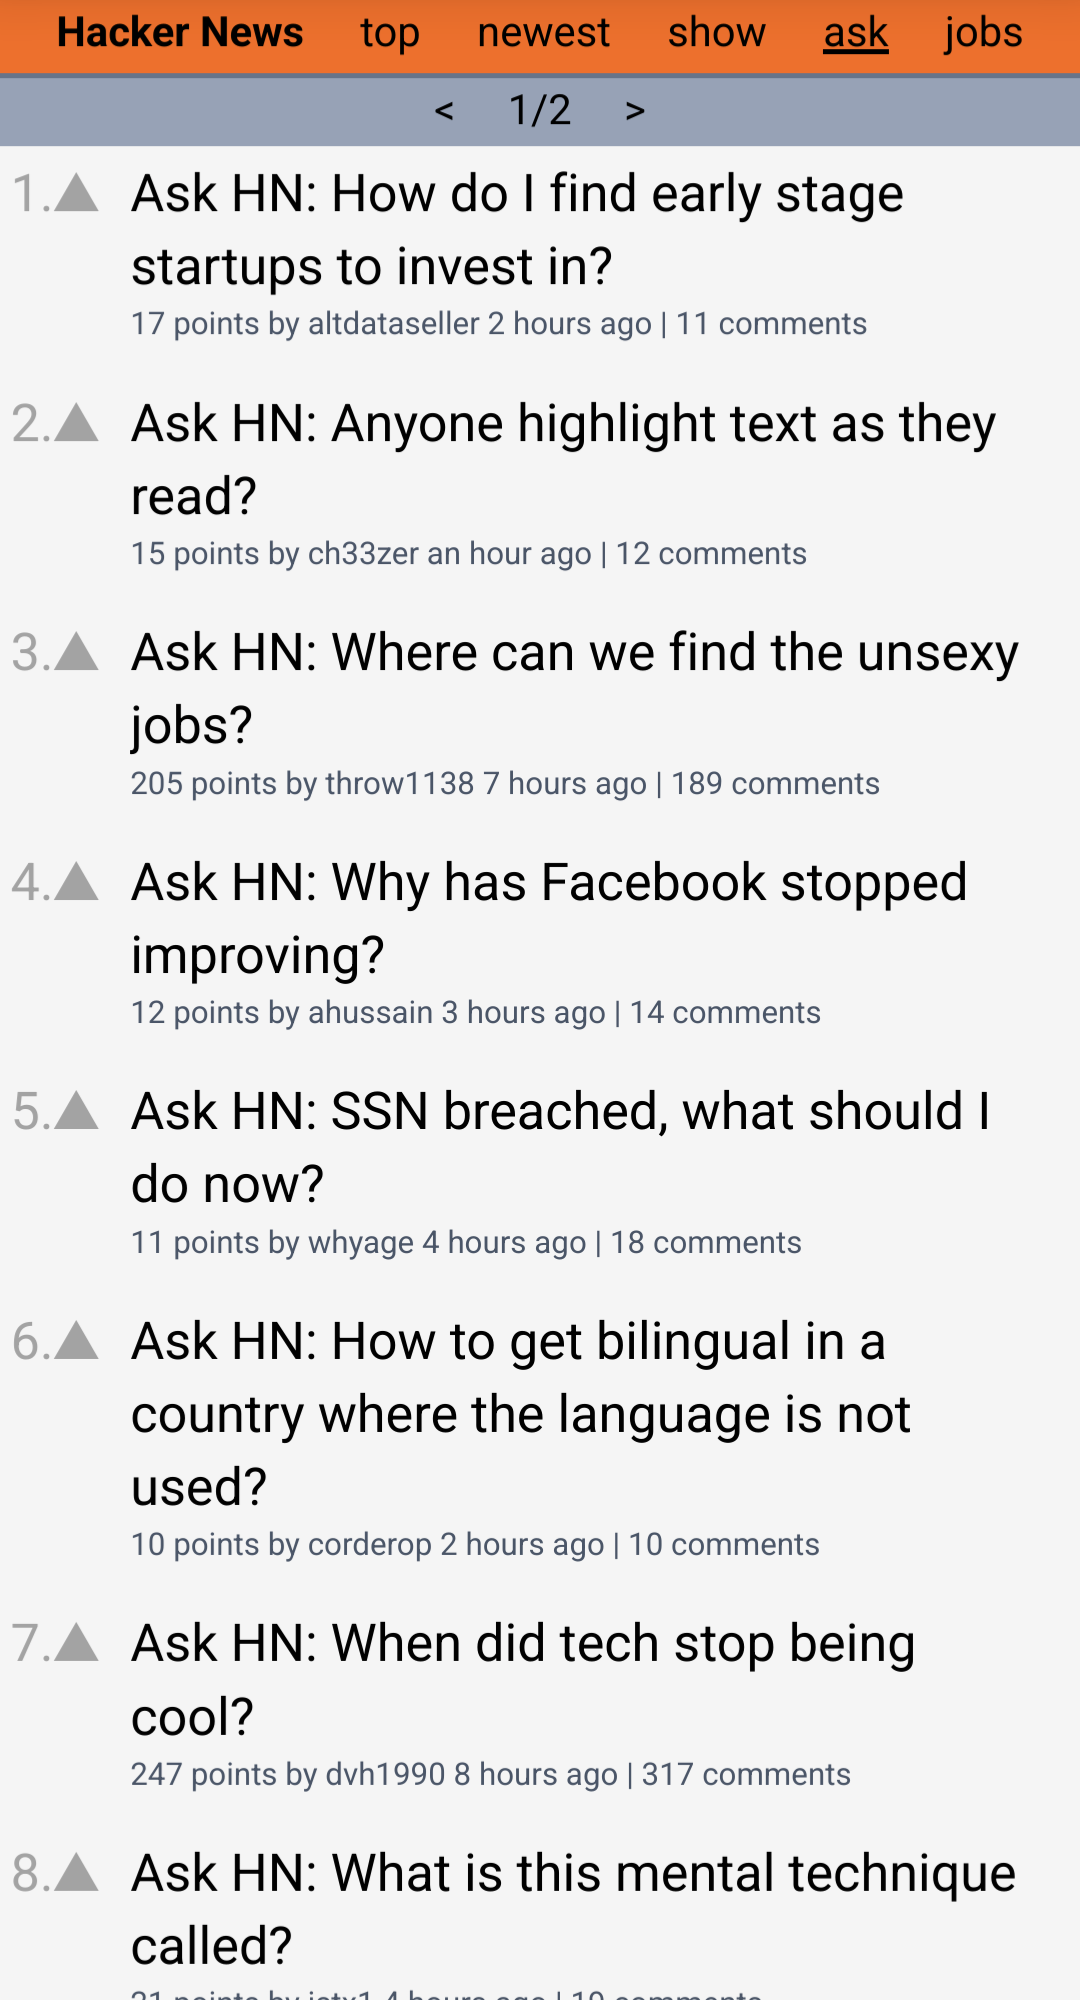 Hacker News top newest show ask jobs
< 1/2 >
1. Ask HN: How do I find early stage
startups to invest in?
17 points by altdataseller 2 hours ago | 11 comments
2. Ask HN: Anyone highlight text as they
read?
15 points by ch33zer an hour ago | 12 comments
3. Ask HN: Where can we find the unsexy
jobs?
205 points by throw1138 7 hours ago | 189 comments
4. Ask HN: Why has Facebook stopped
improving?
12 points by ahussain 3 hours ago | 14 comments
5. Ask HN: SSN breached, what should I
do now?
11 points by whyage 4 hours ago | 18 comments
6. Ask HN: How to get bilingual in a
country where the language is not
used?
10 points by corderop 2 hours ago | 10 comments
7. Ask HN: When did tech stop being
cool?
247 points by dvh1990 8 hours ago | 317 comments
8. Ask HN: What is this mental technique
called?
points by 4 hours ago | comments